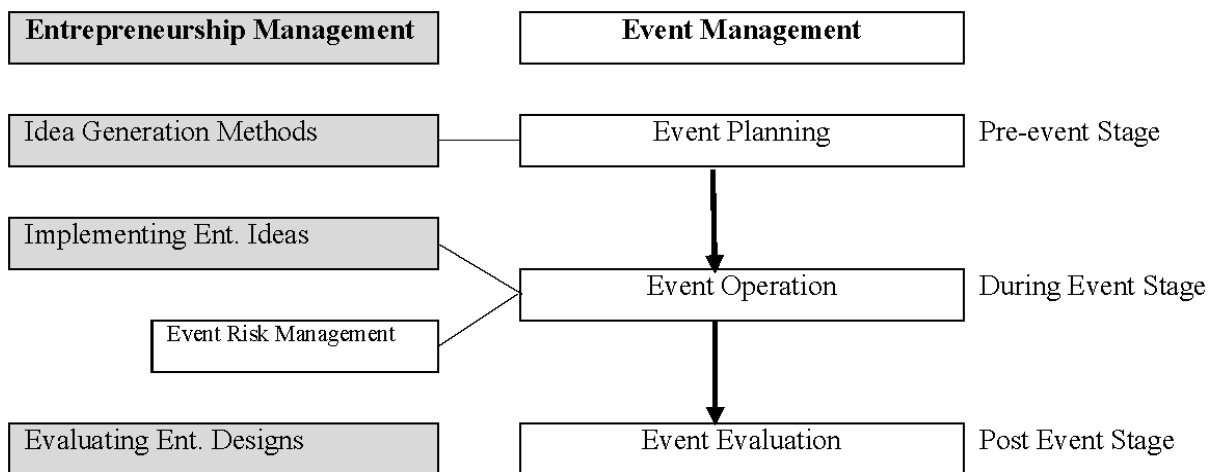 Entrepreneurship Management
Event Management
Idea Generation Methods
Event Planning
Pre-event Stage
Implementing Ent. Ideas
Event Operation
During Event Stage
Event Risk Management
Evaluating Ent. Designs
Event Evaluation
Post Event Stage